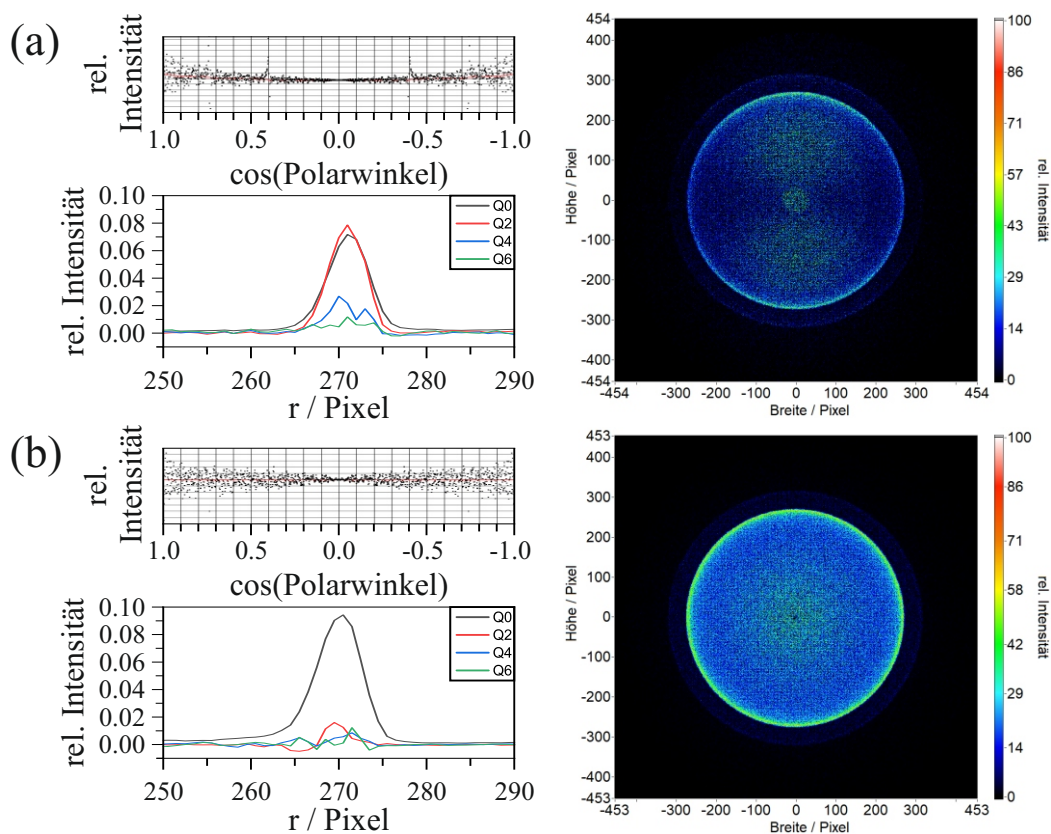 (a)
rel.
Intensität
1.0 0.5 0.0 -0.5 -1.0
cos(Polarwinkel)
rel. Intensität
0.10
0.08
0.06
0.04
0.02
0.00
Q0
Q2
Q4
Q6
250 260 270 280 290
r / Pixel
Höhe / Pixel
454
400
300
200
100
0
-100
-200
-300
-400
-454
-454 -300 -200 -100 0 100 200 300 454
Breite / Pixel
100
86
71
57
43
29
14
0
rel. Intensität
(b)
rel.
Intensität
1.0 0.5 0.0 -0.5 -1.0
cos(Polarwinkel)
rel. Intensität
0.10
0.08
0.06
0.04
0.02
0.00
Q0
Q2
Q4
Q6
250 260 270 280 290
r / Pixel
Höhe / Pixel
453
400
300
200
100
0
-100
-200
-300
-400
-453
-453 -300 -200 -100 0 100 200 300 453
Breite / Pixel
100
86
71
58
42
29
14
0
rel. Intensität